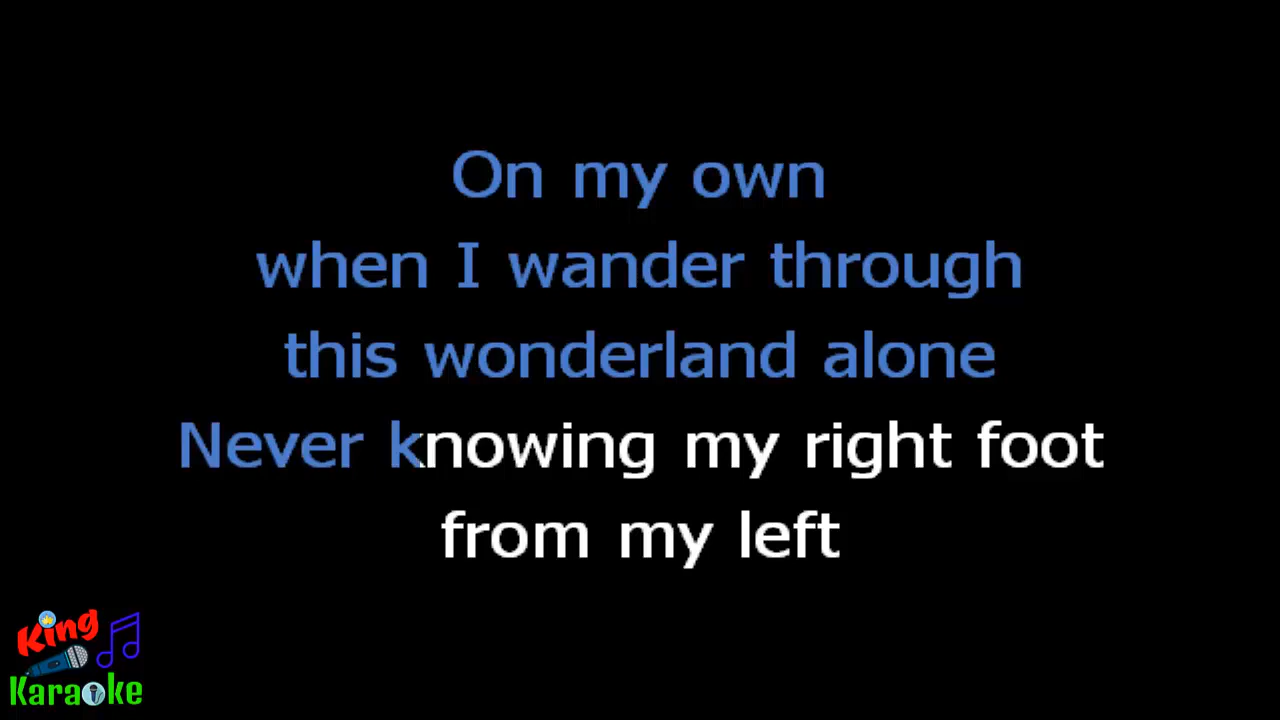 On my own
when I wander through
this wonderland alone
Never knowing my right foot
from my left
King
Karaoke